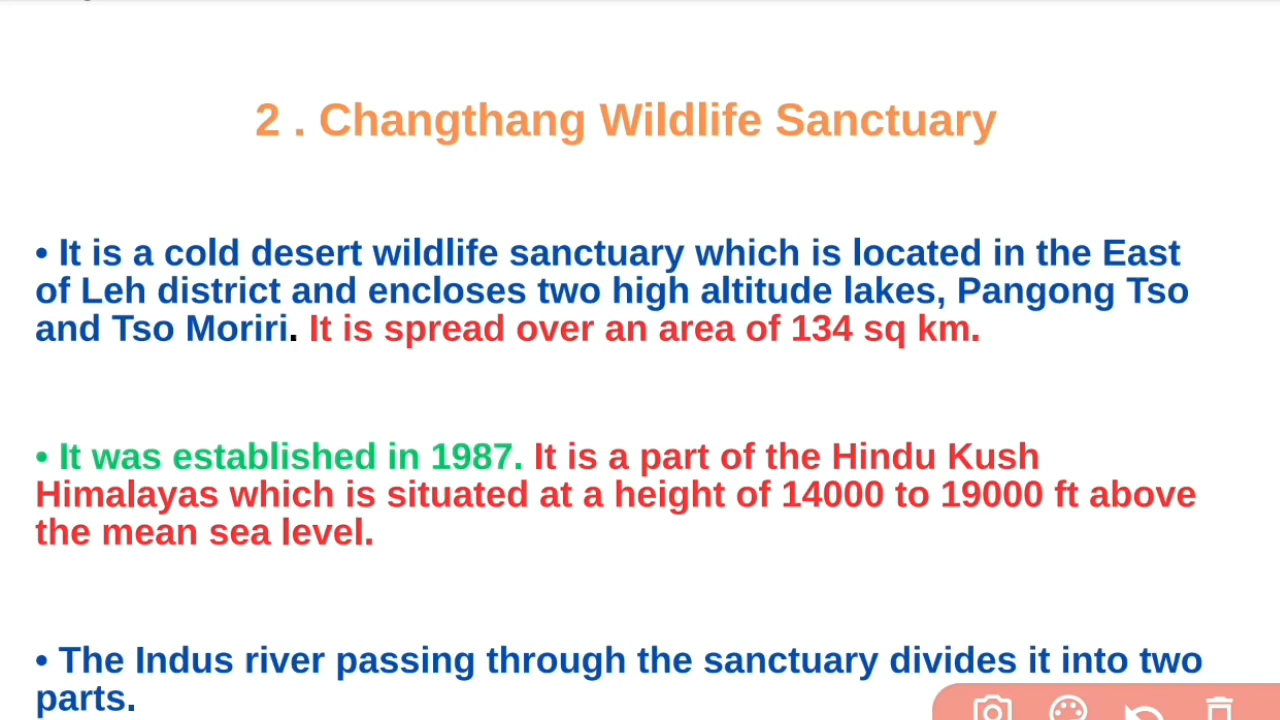 2 . Changthang Wildlife Sanctuary
• It is a cold desert wildlife sanctuary which is located in the East
of Leh district and encloses two high altitude lakes, Pangong Tso
and Tso Moriri. It is spread over an area of 134 sq km.
• It was established in 1987. It is a part of the Hindu Kush
Himalayas which is situated at a height of 14000 to 19000 ft above
the mean sea level.
• The Indus river passing through the sanctuary divides it into two
parts.